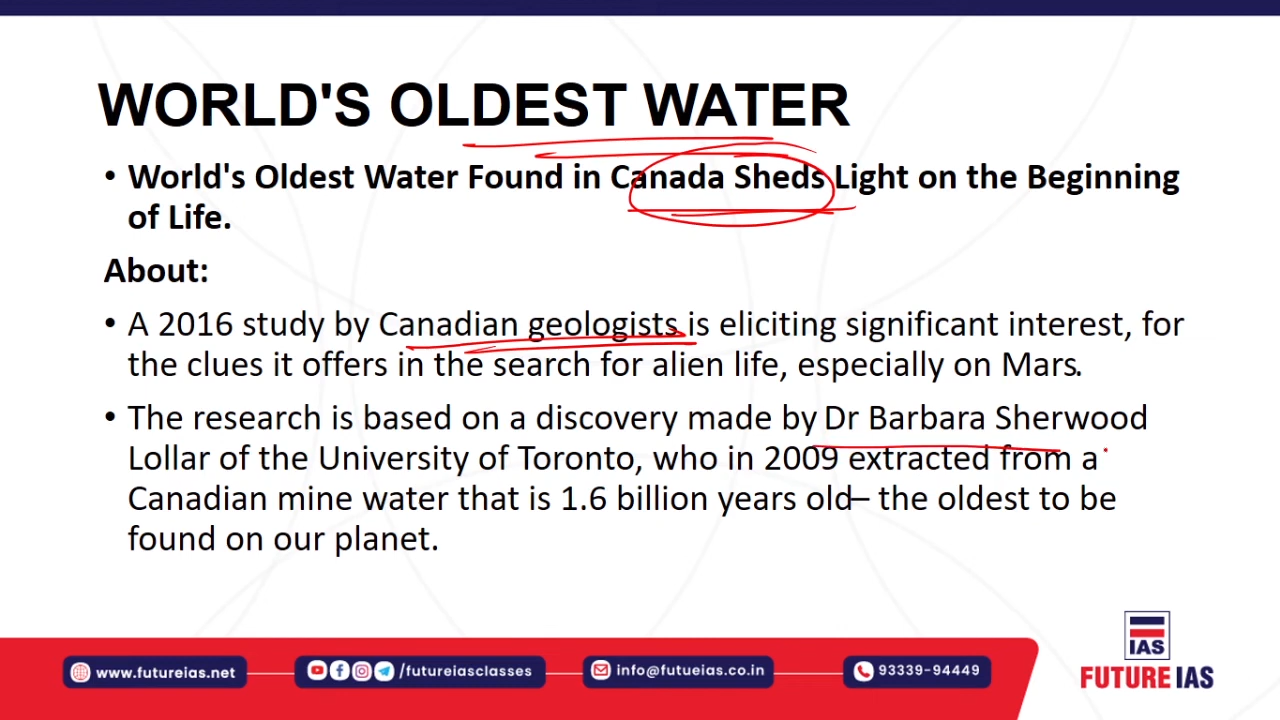 WORLD'S OLDEST WATER
• World's Oldest Water Found in Canada Sheds Light on the Beginning
of Life.
About:
• A 2016 study by Canadian geologists is eliciting significant interest, for
the clues it offers in the search for alien life, especially on Mars.
• The research is based on a discovery made by Dr Barbara Sherwood
Lollar of the University of Toronto, who in 2009 extracted from a
Canadian mine water that is 1.6 billion years old– the oldest to be
found on our planet.
www.futureias.net
/futureiasclasses
info@futueias.co.in
93339-94449
IAS
FUTURE IAS